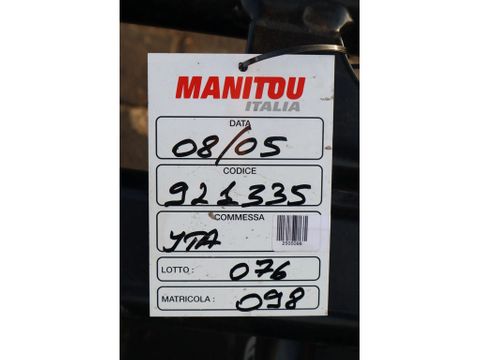 MANITOU
ITALIA
DATA
08/05
CODICE
921335
COMMESSA
YTA
LOTTO: 076
MATRICOLA: 098